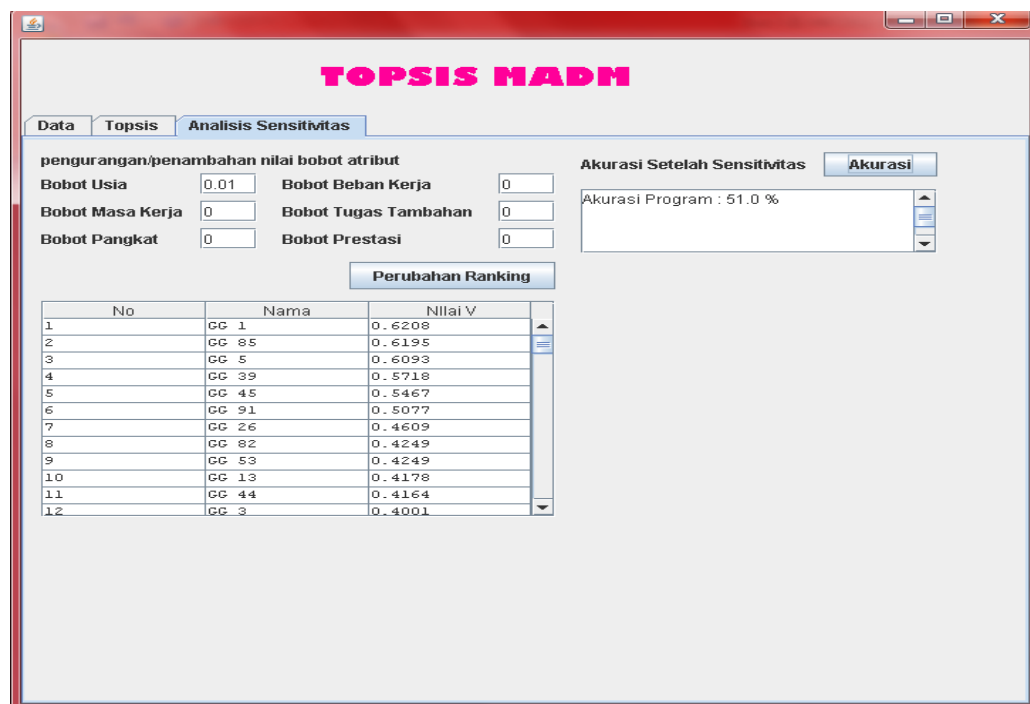 TOPSIS MADM
Data Topsis Analisis Sensitivitas
pengurangan/penambahan nilai bobot atribut
Akurasi Setelah Sensitivitas Akurasi
Bobot Usia 0.01 Bobot Beban Kerja 0
Akurasi Program : 51.0 %
Bobot Masa Kerja 0 Bobot Tugas Tambahan 0
Bobot Pangkat 0 Bobot Prestasi 0
Perubahan Ranking
No Nama NIlai V
1 GG 1 0.6208
2 GG 85 0.6195
3 GG 5 0.6093
4 GG 39 0.5718
5 GG 45 0.5467
6 GG 91 0.5077
7 GG 26 0.4609
8 GG 82 0.4249
9 GG 53 0.4249
10 GG 13 0.4178
11 GG 44 0.4164
12 GG 3 0.4001